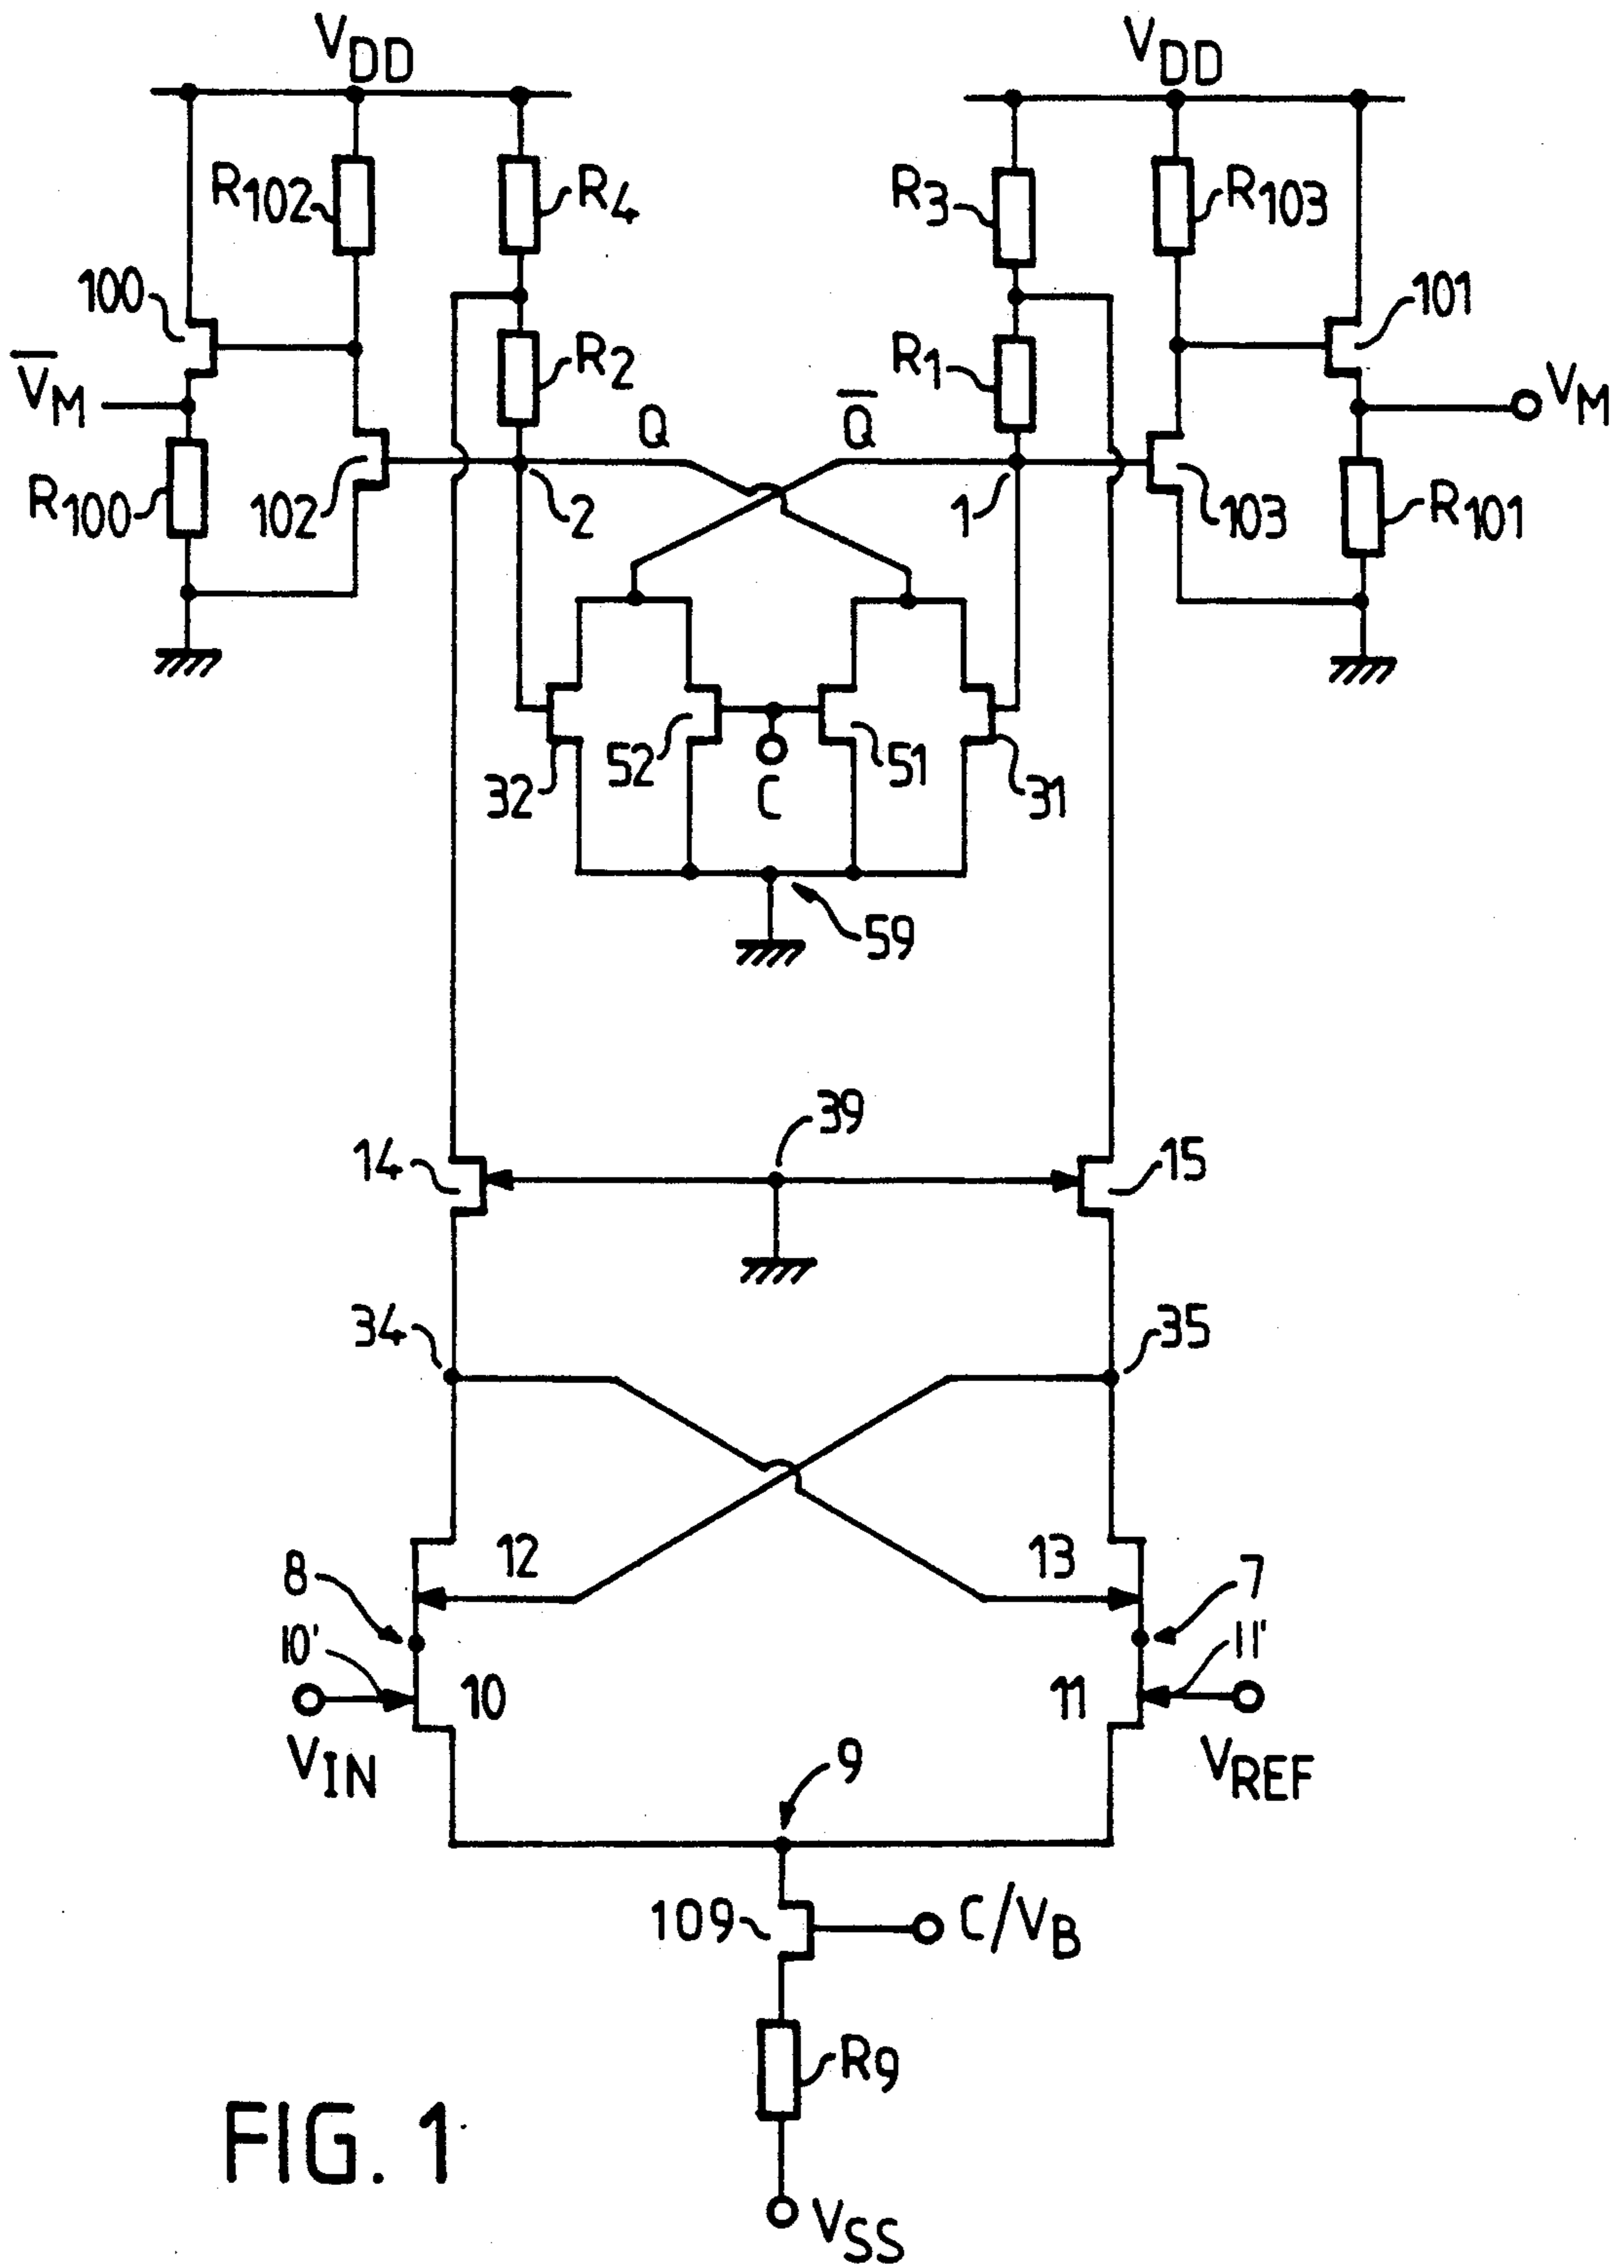 VDD VDD
R102 R4 R3 R103
100 101
V̅M R2 R1 VM
Q Q̅
R100 102 2 1 103 R101
32 52 C 51 31
59
39
14 15
34 35
12 13
8 7
10' 11'
10 11
VIN VREF
9
109 C/VB
R9
FIG. 1
VSS